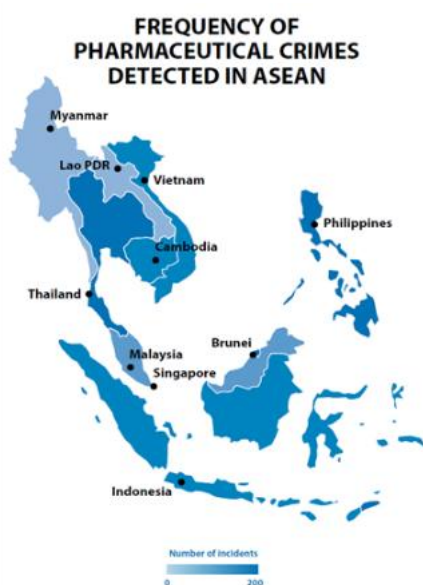 FREQUENCY OF
PHARMACEUTICAL CRIMES
DETECTED IN ASEAN
Myanmar
Lao PDR
Vietnam
Philippines
Cambodia
Thailand
Brunei
Malaysia
Singapore
Indonesia
Number of incidents
0 200